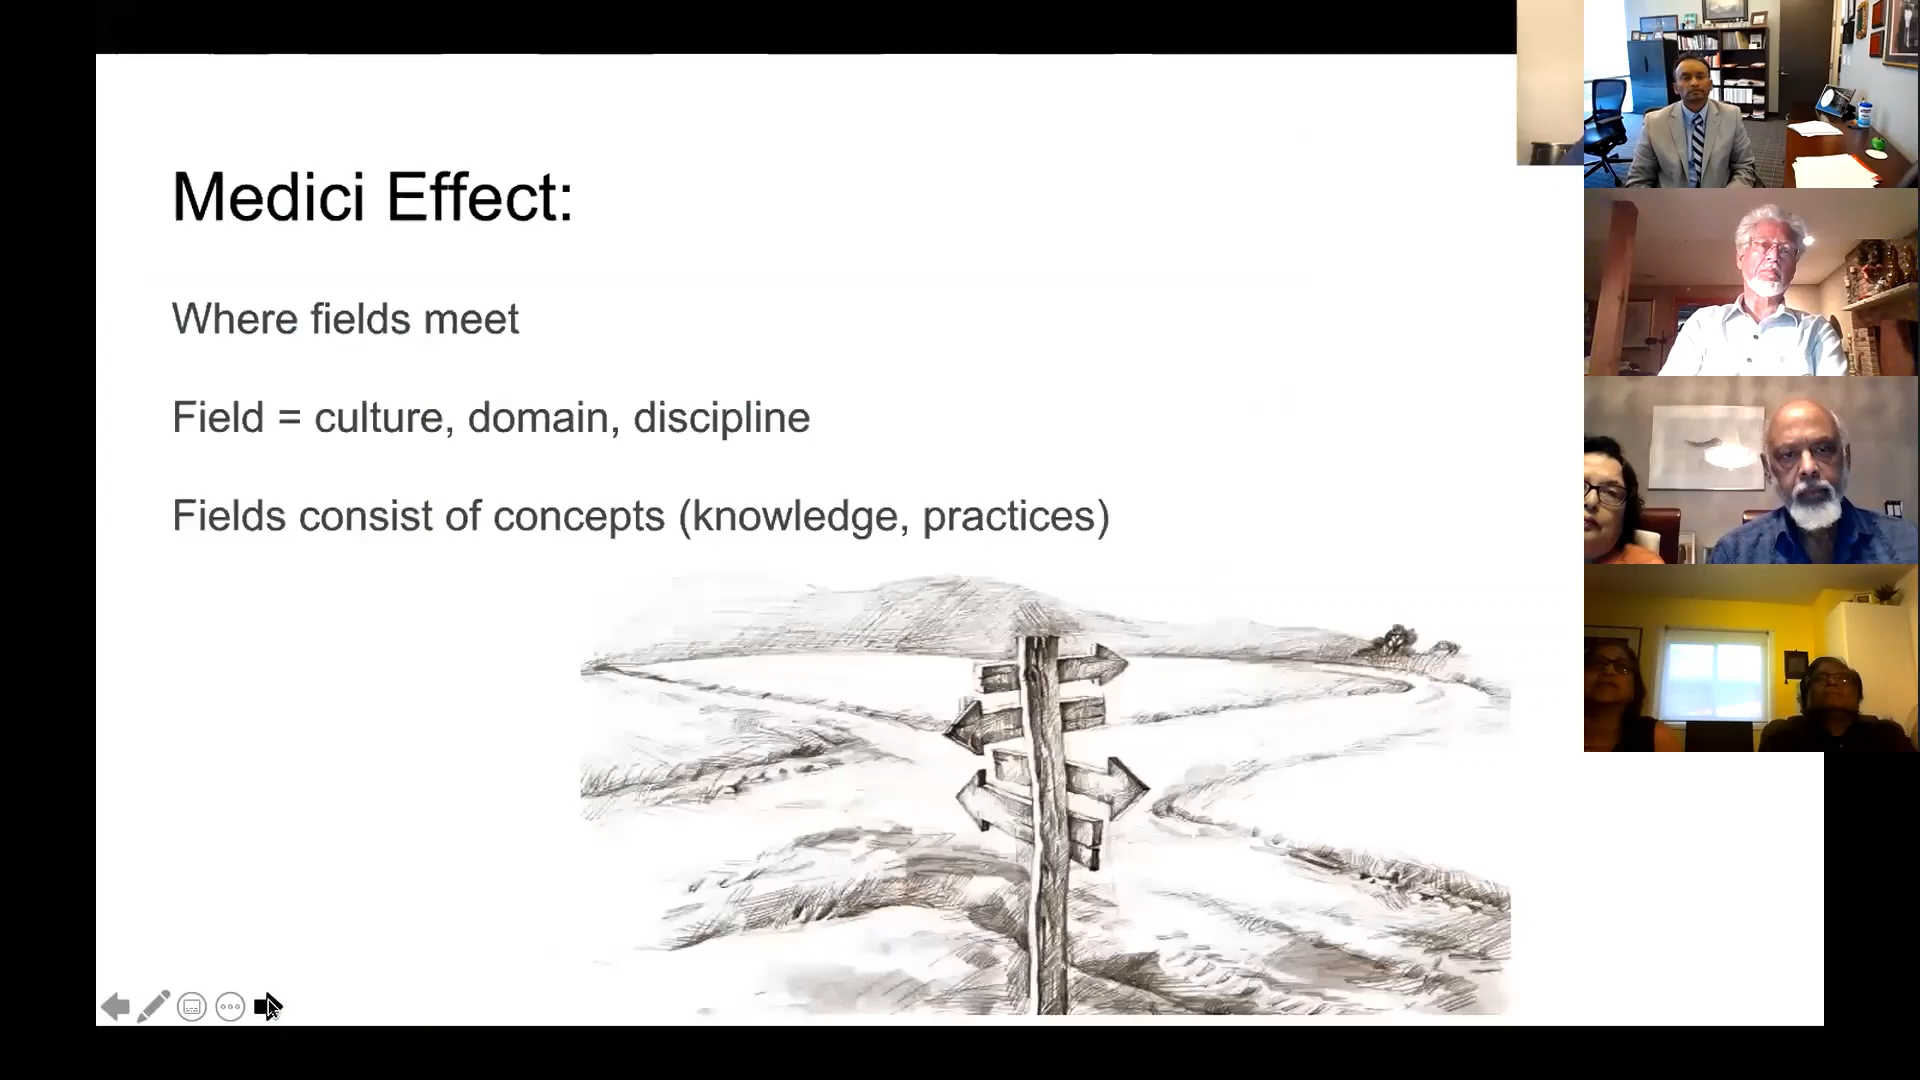 Medici Effect:
Where fields meet
Field = culture, domain, discipline
Fields consist of concepts (knowledge, practices)